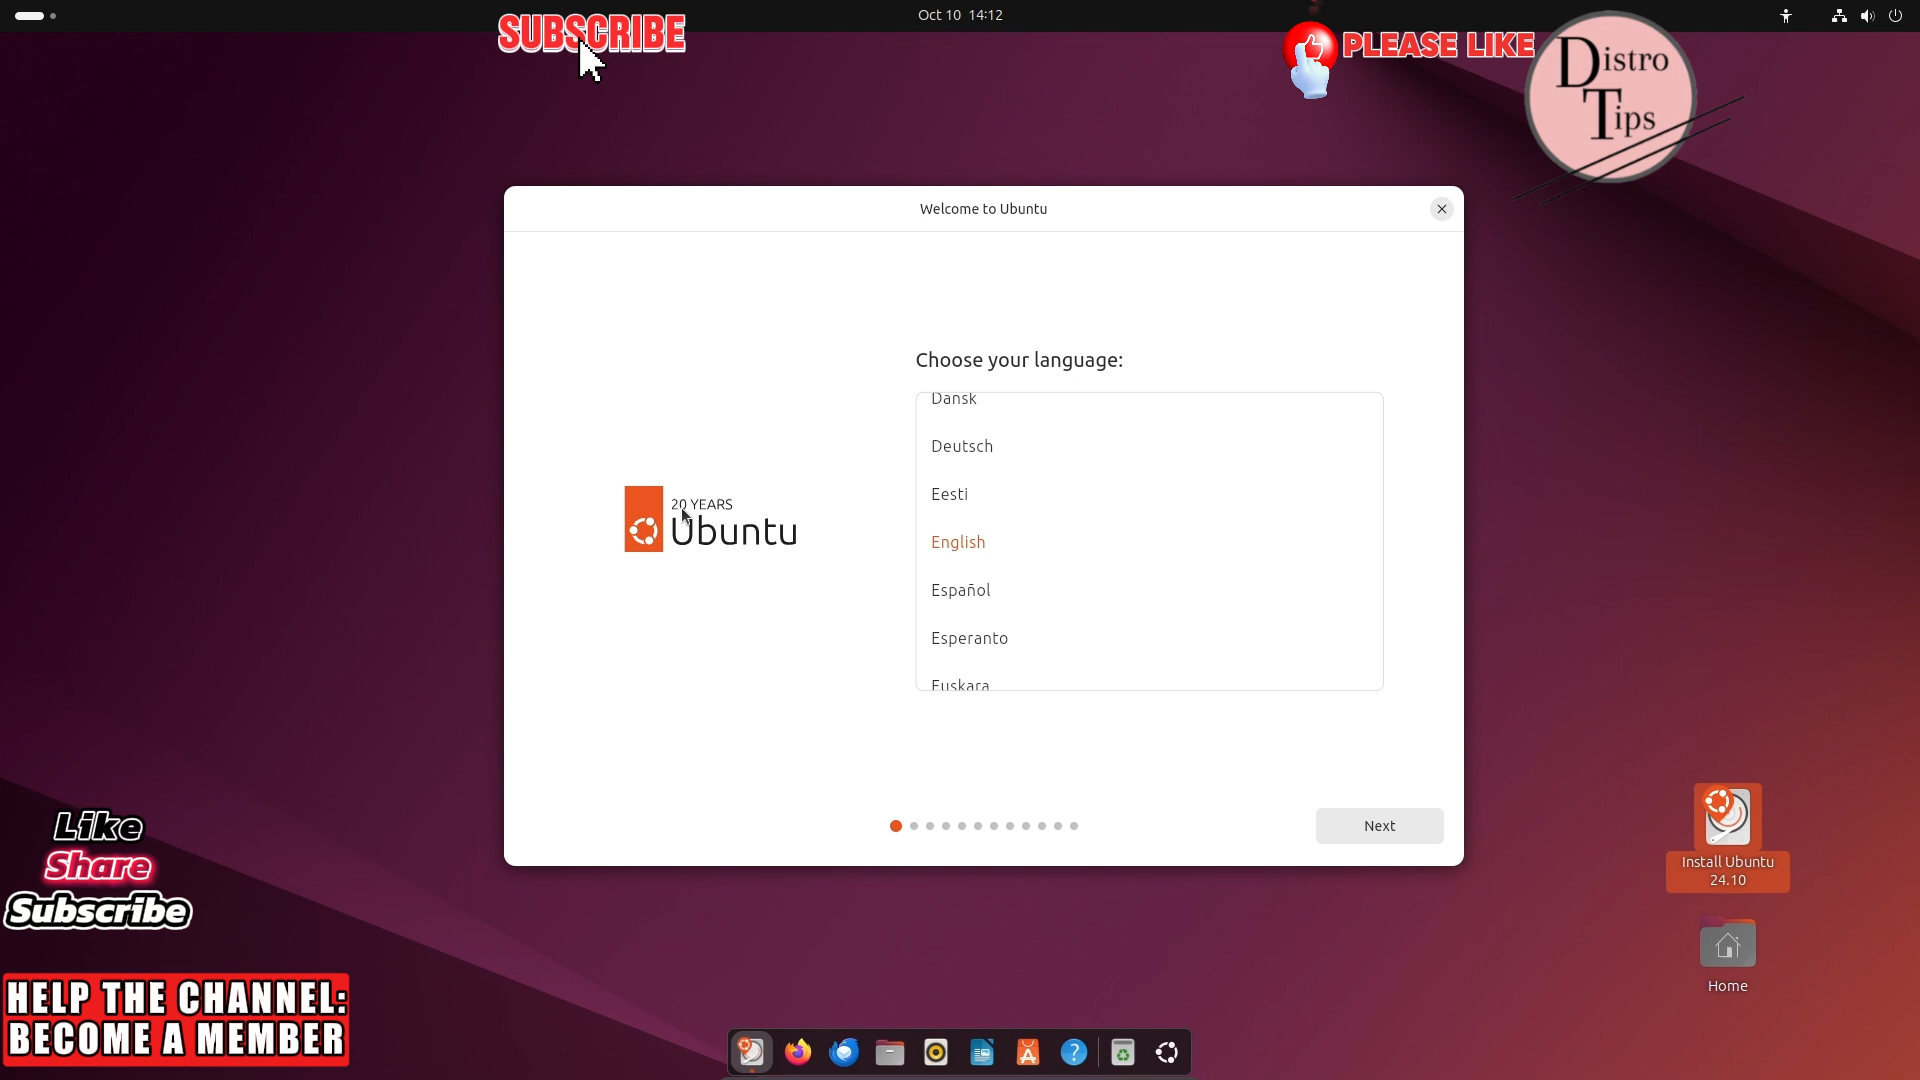 Oct 10 14:12
SUBSCRIBE
PLEASE LIKE
Distro
Tips
Welcome to Ubuntu
Choose your language:
Dansk
Deutsch
Eesti
English
Español
Esperanto
Euskara
20 YEARS
Ubuntu
Next
Install Ubuntu
24.10
Home
Like
Share
Subscribe
HELP THE CHANNEL:
BECOME A MEMBER